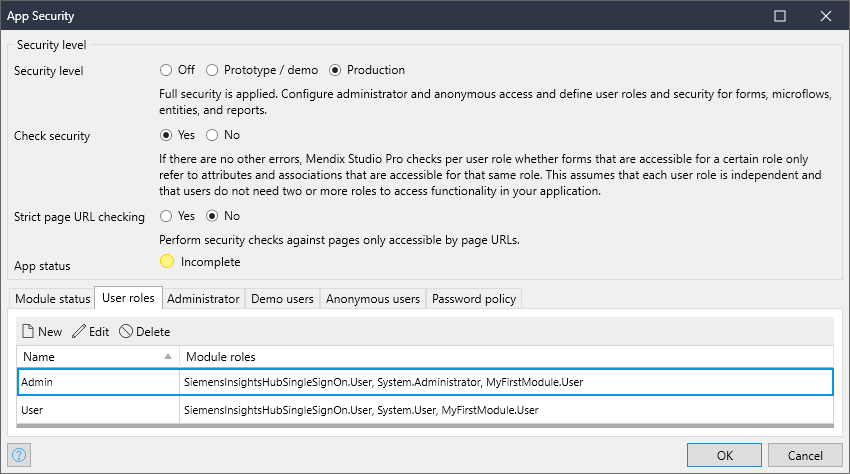 App Security
Security level
Security level
Off Prototype / demo Production
Full security is applied. Configure administrator and anonymous access and define user roles and security for forms, microflows,
entities, and reports.
Check security
Yes No
If there are no other errors, Mendix Studio Pro checks per user role whether forms that are accessible for a certain role only
refer to attributes and associations that are accessible for that same role. This assumes that each user role is independent and
that users do not need two or more roles to access functionality in your application.
Strict page URL checking
Yes No
Perform security checks against pages only accessible by page URLs.
App status
Incomplete
Module status User roles Administrator Demo users Anonymous users Password policy
New Edit Delete
Name Module roles
Admin SiemensInsightsHubSingleSignOn.User, System.Administrator, MyFirstModule.User
User SiemensInsightsHubSingleSignOn.User, System.User, MyFirstModule.User
? OK Cancel